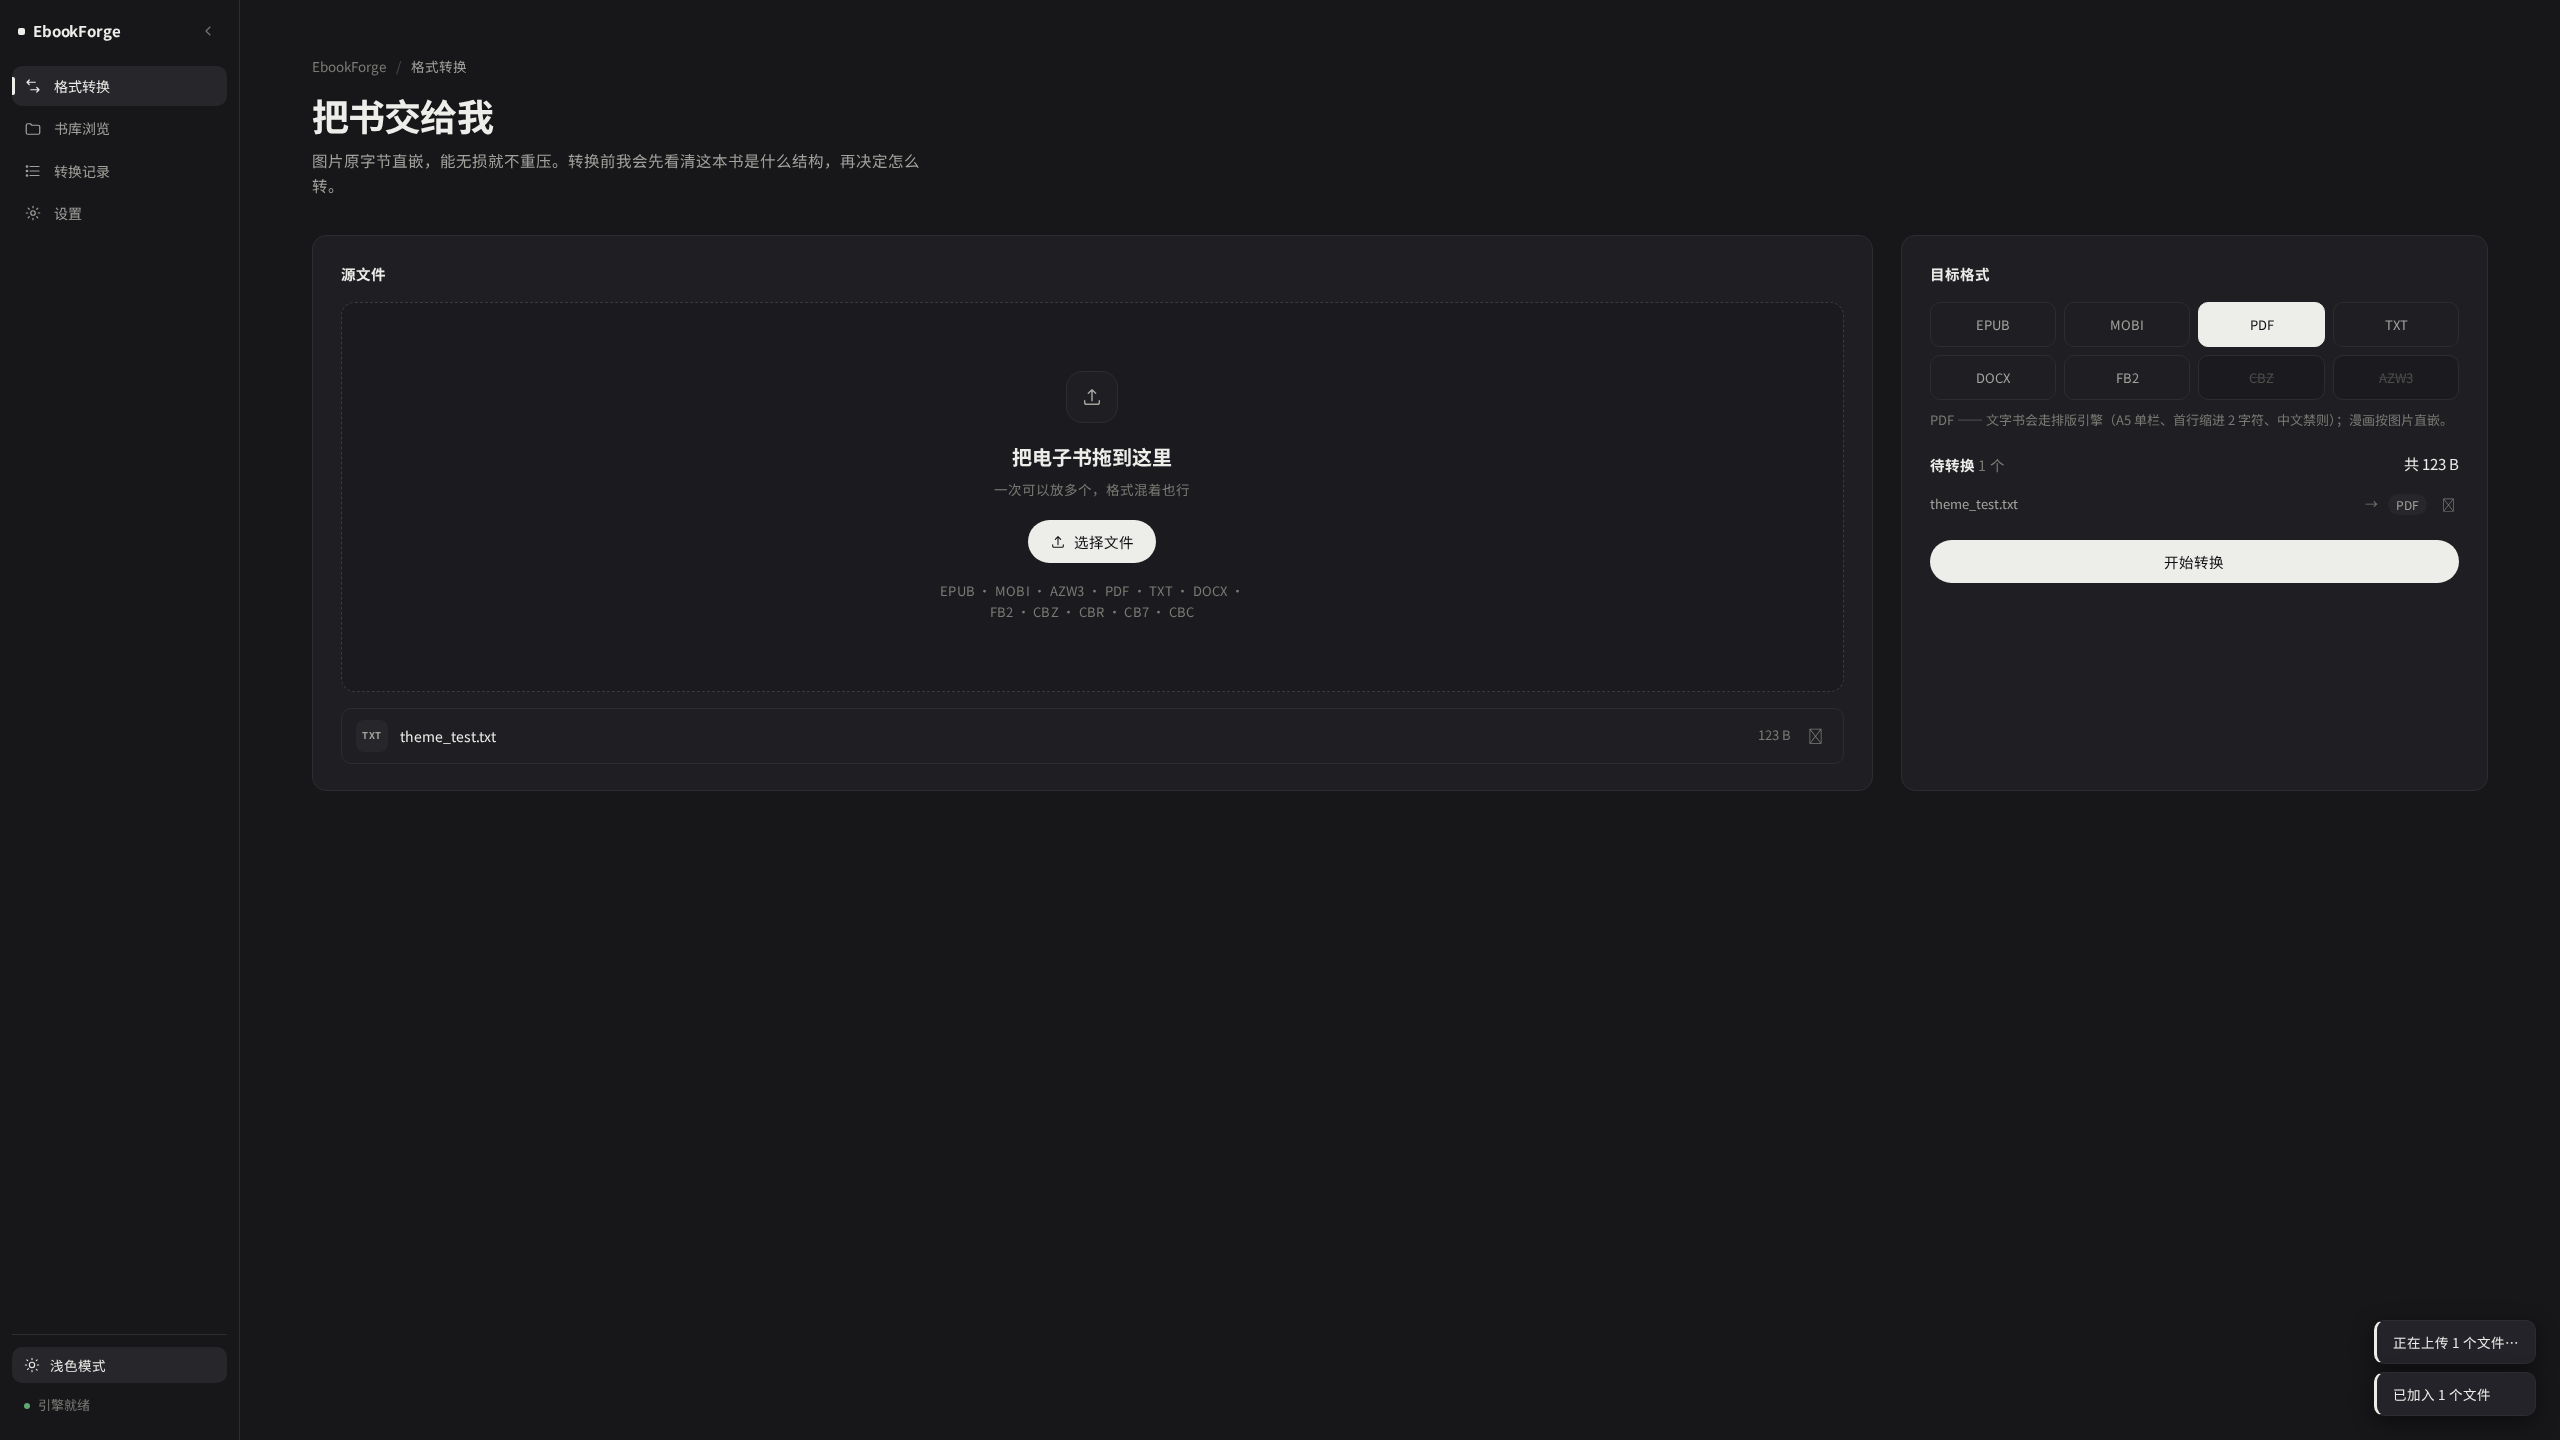 EbookForge
格式转换
书库浏览
转换记录
设置
EbookForge / 格式转换
把书交给我
图片原字节直嵌，能无损就不重压。转换前我会先看清这本书是什么结构，再决定怎么
转。
源文件
把电子书拖到这里
一次可以放多个，格式混着也行
选择文件
EPUB · MOBI · AZW3 · PDF · TXT · DOCX ·
FB2 · CBZ · CBR · CB7 · CBC
TXT theme_test.txt 123 B
目标格式
EPUB MOBI PDF TXT
DOCX FB2 CBZ AZW3
PDF —— 文字书会走排版引擎（A5 单栏、首行缩进 2 字符、中文禁则）；漫画按图片直嵌。
待转换 1 个 共 123 B
theme_test.txt → PDF
开始转换
浅色模式
引擎就绪
正在上传 1 个文件…
已加入 1 个文件